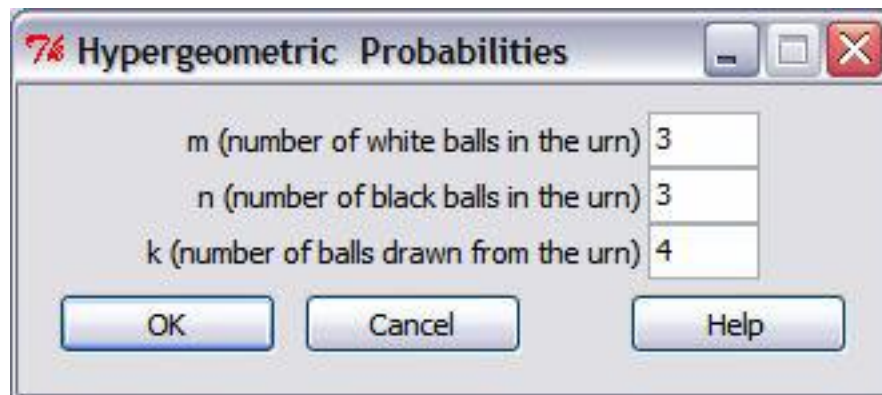 Hypergeometric Probabilities
m (number of white balls in the urn) 3
n (number of black balls in the urn) 3
k (number of balls drawn from the urn) 4
OK Cancel Help